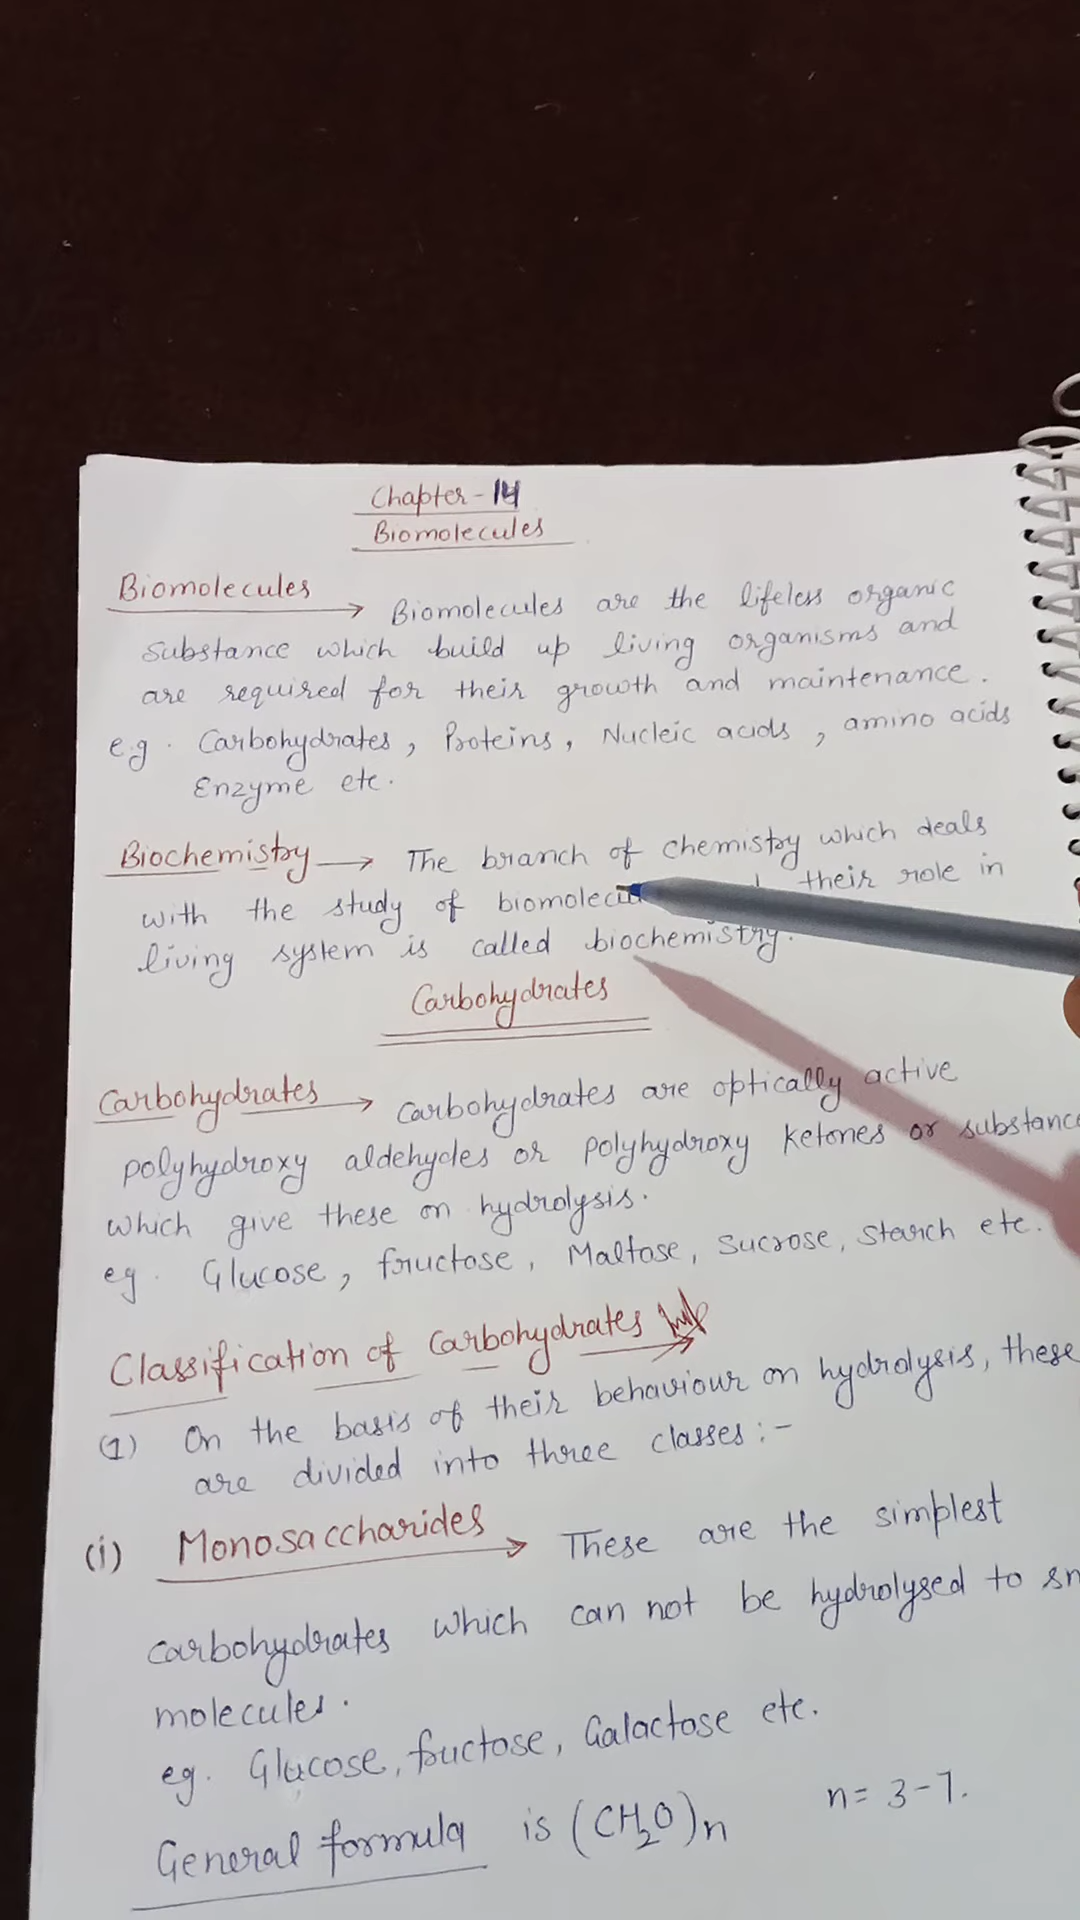 Chapter-14
Biomolecules
Biomolecules → Biomolecules are the lifeless organic
substance which build up living organisms and
are required for their growth and maintenance.
e.g. Carbohydrates, Proteins, Nucleic acids, amino acids
Enzyme etc.
Biochemistry → The branch of chemistry which deals
with the study of their role in
living system is called biochemistry.
Carbohydrates
Carbohydrates → Carbohydrates are optically active
polyhydroxy aldehydes or polyhydroxy Ketones or substance
which give these on hydrolysis.
eg. Glucose, fructose, Maltose, Sucrose, Starch etc.
Classification of Carbohydrates Imp
(1) On the basis of their behaviour on hydrolysis, these
are divided into three classes:-
(i) Monosaccharides → These are the simplest
carbohydrates which can not be hydrolysed to
molecules.
eg. Glucose, fructose, Galactose etc.
General formula is (CH₂O)n n= 3-7.